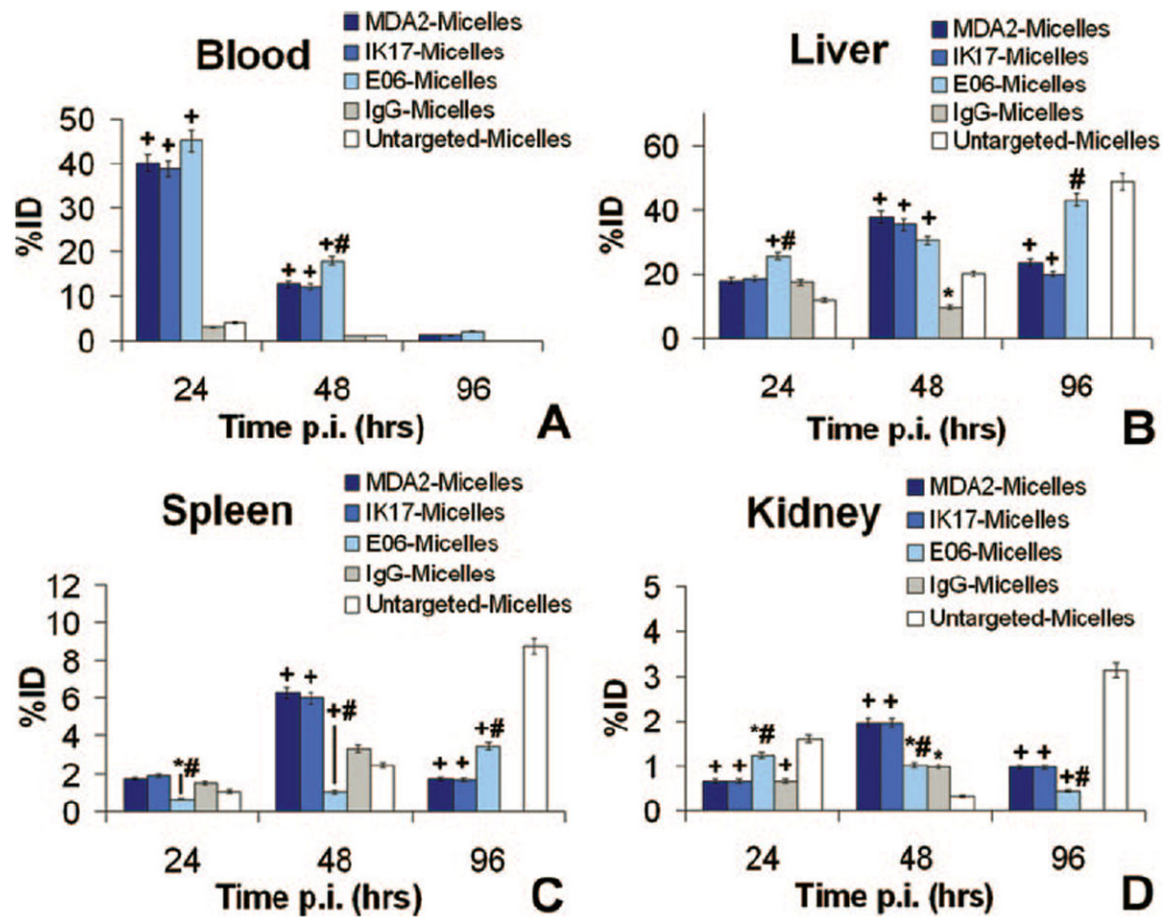 Blood
MDA2-Micelles
IK17-Micelles
E06-Micelles
IgG-Micelles
Untargeted-Micelles
%ID
50
40
30
20
10
0
+ + +
+ + +#
24 48 96
Time p.i. (hrs)
A
Liver
MDA2-Micelles
IK17-Micelles
E06-Micelles
IgG-Micelles
Untargeted-Micelles
%ID
60
40
20
0
+#
+ + + *
+ + #
24 48 96
Time p.i. (hrs)
B
Spleen
MDA2-Micelles
IK17-Micelles
E06-Micelles
IgG-Micelles
Untargeted-Micelles
%ID
12
10
8
6
4
2
0
*#
+ + +#
+ + +#
24 48 96
Time p.i. (hrs)
C
Kidney
MDA2-Micelles
IK17-Micelles
E06-Micelles
IgG-Micelles
Untargeted-Micelles
%ID
5
4
3
2
1
0
+ + *# +
+ + *# *
+ + +#
24 48 96
Time p.i. (hrs)
D